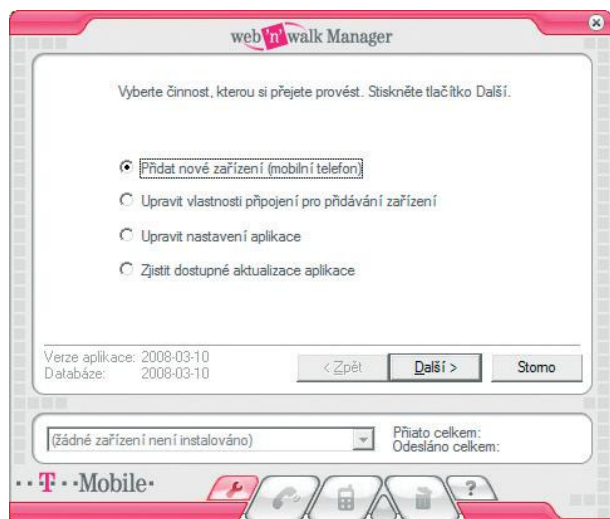 web'n'walk Manager
Vyberte činnost, kterou si přejete provést. Stiskněte tlačítko Další.
Přidat nové zařízení (mobilní telefon)
Upravit vlastnosti připojení pro přidávání zařízení
Upravit nastavení aplikace
Zjistit dostupné aktualizace aplikace
Verze aplikace: 2008-03-10
Databáze: 2008-03-10
< Zpět Další > Storno
(žádné zařízení není instalováno)
Přijato celkem:
Odesláno celkem:
··T··Mobile·
?